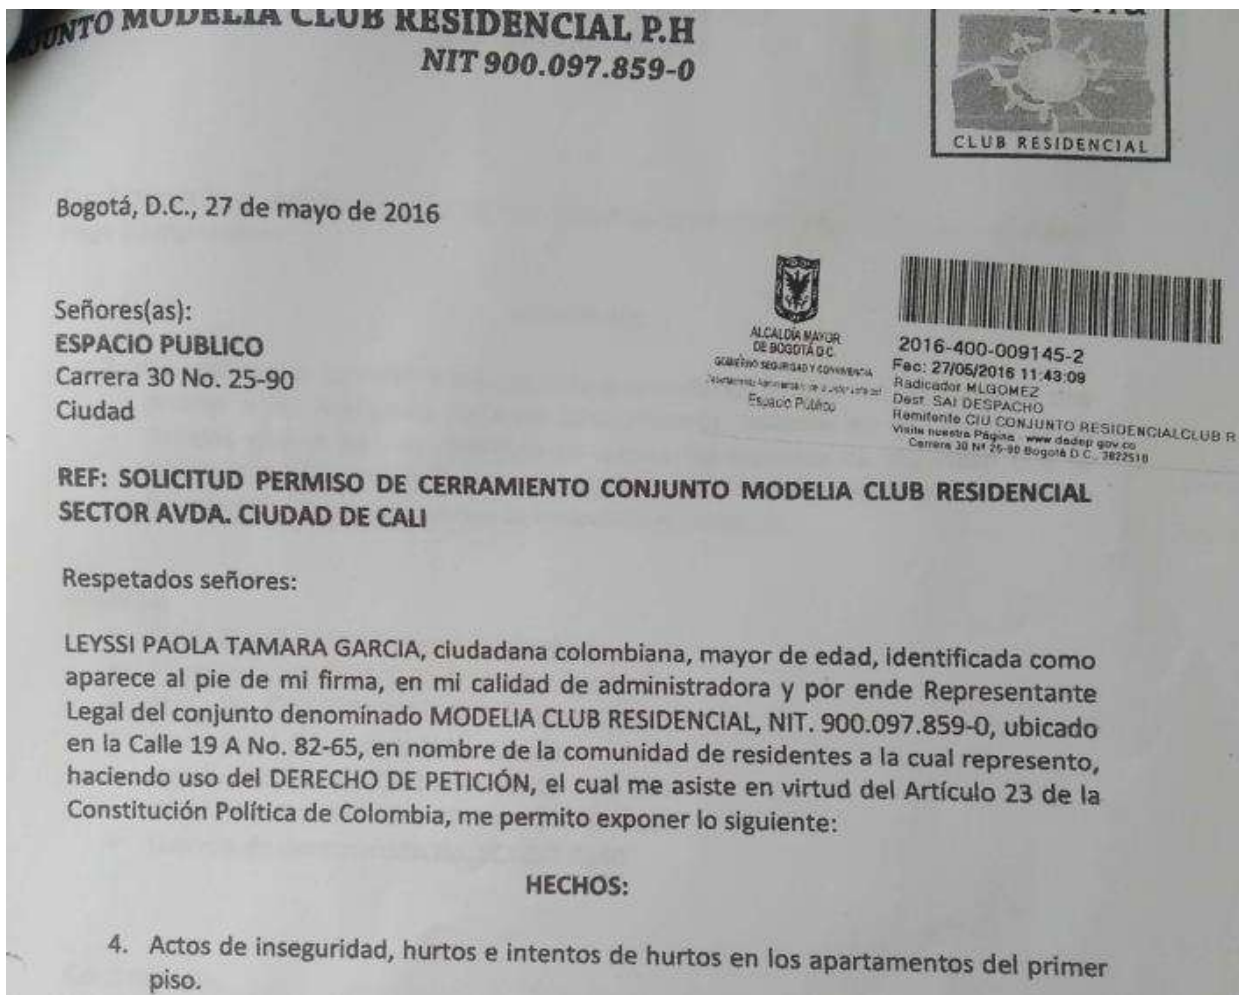 CONJUNTO MODELIA CLUB RESIDENCIAL P.H
NIT 900.097.859-0
CLUB RESIDENCIAL
Bogotá, D.C., 27 de mayo de 2016
Señores(as):
ESPACIO PUBLICO
Carrera 30 No. 25-90
Ciudad
ALCALDÍA MAYOR
DE BOGOTÁ D.C.
GOBIERNO SEGURIDAD Y CONVIVENCIA
Espacio Público
2016-400-009145-2
Fec: 27/05/2016 11:43:09
Radicador MLGOMEZ
Dest. SAI DESPACHO
Remitente CIU CONJUNTO RESIDENCIALCLUB R
Visite nuestra Página www dadep gov co
Carrera 30 Nº 25-90 Bogotá D C., 3822510
REF: SOLICITUD PERMISO DE CERRAMIENTO CONJUNTO MODELIA CLUB RESIDENCIAL
SECTOR AVDA. CIUDAD DE CALI
Respetados señores:
LEYSSI PAOLA TAMARA GARCIA, ciudadana colombiana, mayor de edad, identificada como
aparece al pie de mi firma, en mi calidad de administradora y por ende Representante
Legal del conjunto denominado MODELIA CLUB RESIDENCIAL, NIT. 900.097.859-0, ubicado
en la Calle 19 A No. 82-65, en nombre de la comunidad de residentes a la cual represento,
haciendo uso del DERECHO DE PETICIÓN, el cual me asiste en virtud del Artículo 23 de la
Constitución Política de Colombia, me permito exponer lo siguiente:
HECHOS:
4. Actos de inseguridad, hurtos e intentos de hurtos en los apartamentos del primer
piso.